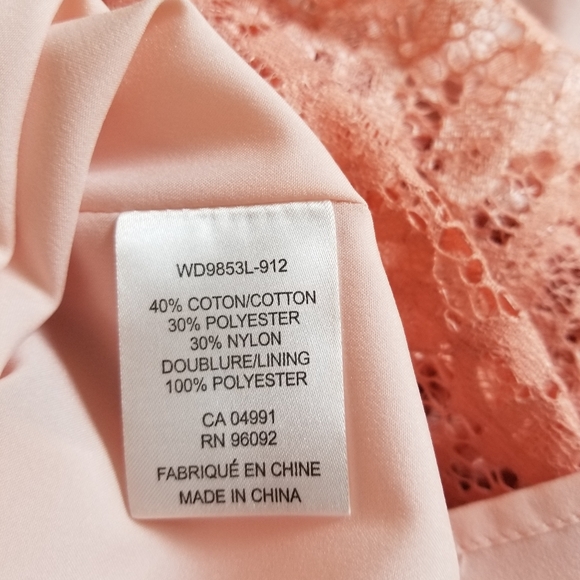 WD9853L-912
40% COTON/COTTON
30% POLYESTER
30% NYLON
DOUBLURE/LINING
100% POLYESTER
CA 04991
RN 96092
FABRIQUÉ EN CHINE
MADE IN CHINA